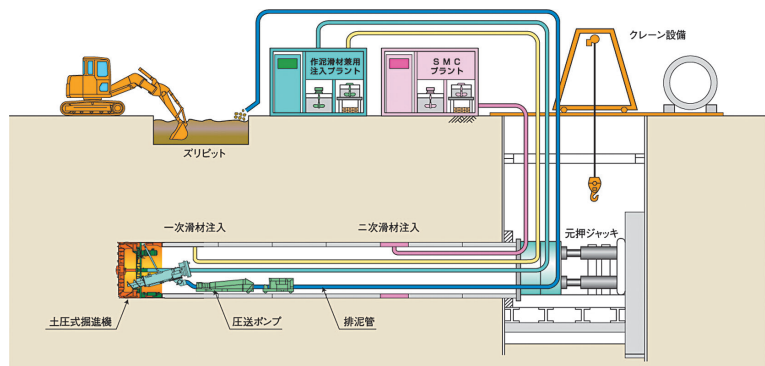 クレーン設備
作泥滑材兼用
注入プラント
SMC
プラント
ズリピット
一次滑材注入
二次滑材注入
元押ジャッキ
土圧式掘進機
圧送ポンプ
排泥管